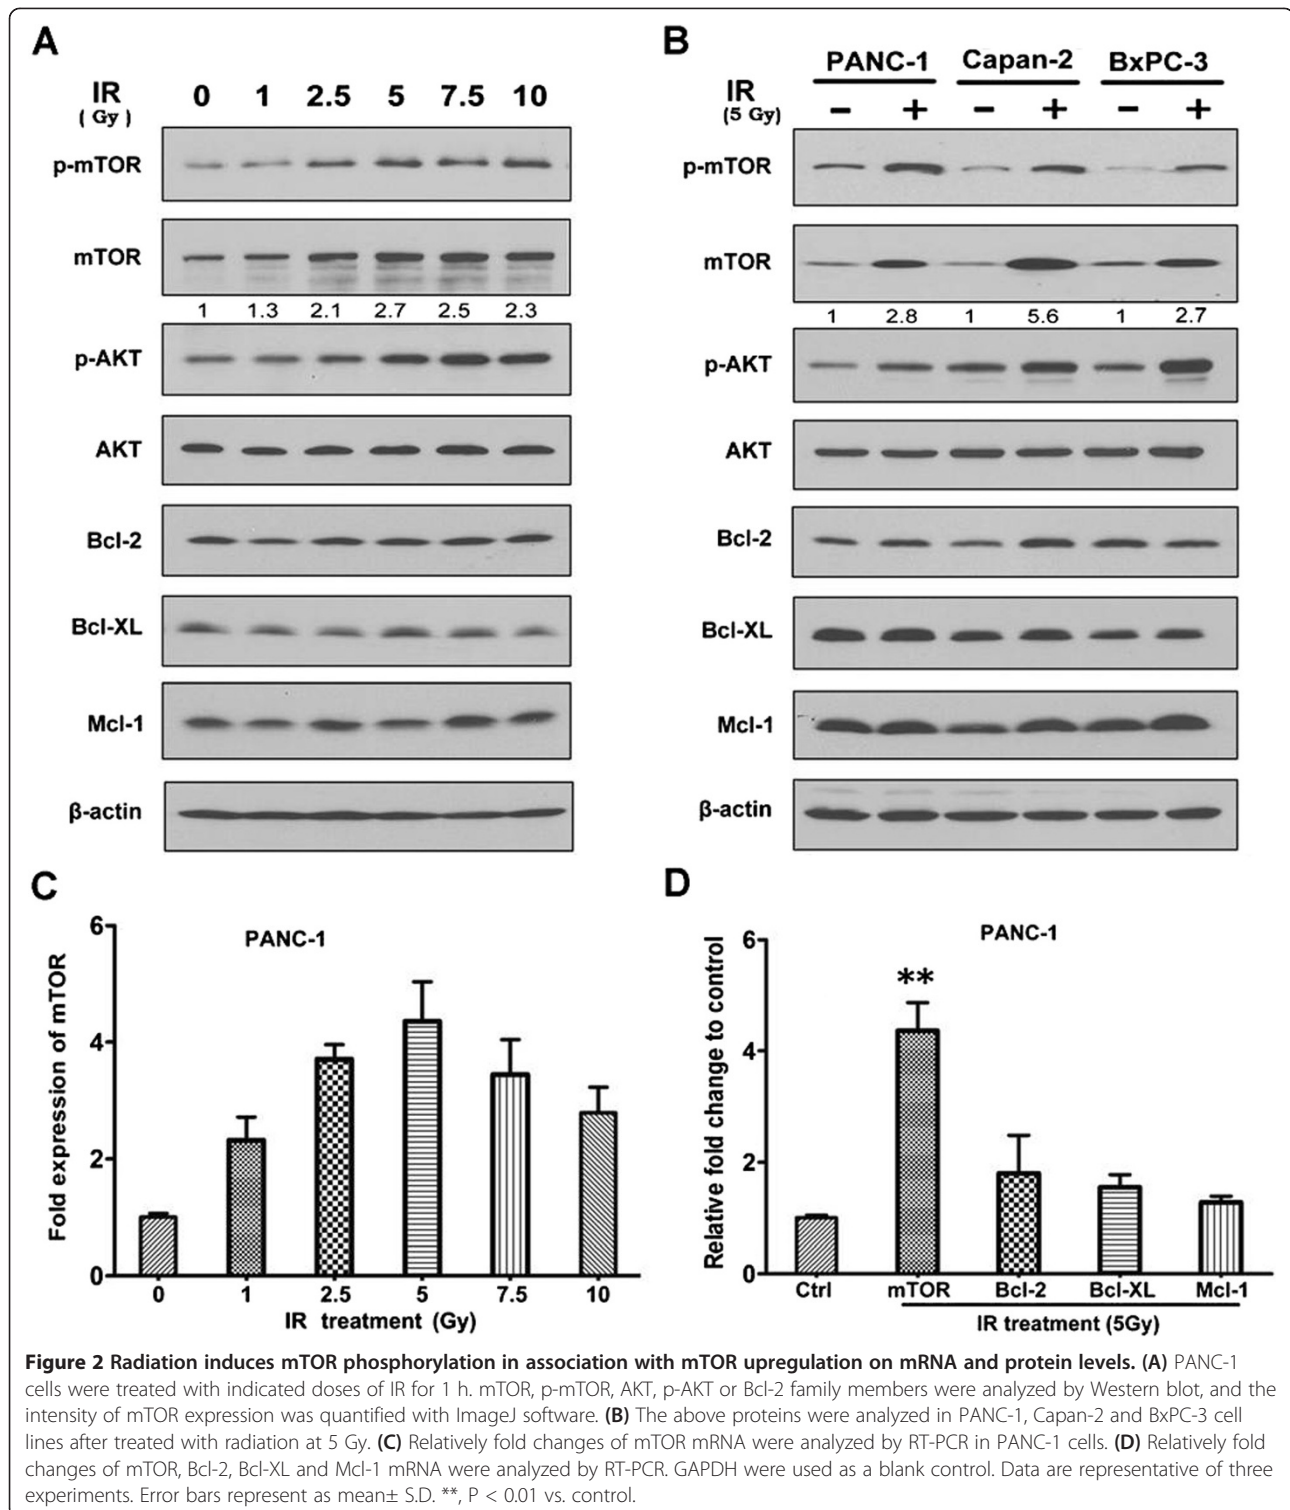 A
IR
( Gy )
0 1 2.5 5 7.5 10
p-mTOR
mTOR
1 1.3 2.1 2.7 2.5 2.3
p-AKT
AKT
Bcl-2
Bcl-XL
Mcl-1
β-actin
B
PANC-1 Capan-2 BxPC-3
IR
(5 Gy)
− + − + − +
p-mTOR
mTOR
1 2.8 1 5.6 1 2.7
p-AKT
AKT
Bcl-2
Bcl-XL
Mcl-1
β-actin
C
PANC-1
Fold expression of mTOR
6
4
2
0
0 1 2.5 5 7.5 10
IR treatment (Gy)
D
PANC-1
Relative fold change to control
6
4
2
0
**
Ctrl mTOR Bcl-2 Bcl-XL Mcl-1
IR treatment (5Gy)
Figure 2 Radiation induces mTOR phosphorylation in association with mTOR upregulation on mRNA and protein levels. (A) PANC-1
cells were treated with indicated doses of IR for 1 h. mTOR, p-mTOR, AKT, p-AKT or Bcl-2 family members were analyzed by Western blot, and the
intensity of mTOR expression was quantified with ImageJ software. (B) The above proteins were analyzed in PANC-1, Capan-2 and BxPC-3 cell
lines after treated with radiation at 5 Gy. (C) Relatively fold changes of mTOR mRNA were analyzed by RT-PCR in PANC-1 cells. (D) Relatively fold
changes of mTOR, Bcl-2, Bcl-XL and Mcl-1 mRNA were analyzed by RT-PCR. GAPDH were used as a blank control. Data are representative of three
experiments. Error bars represent as mean± S.D. **, P < 0.01 vs. control.